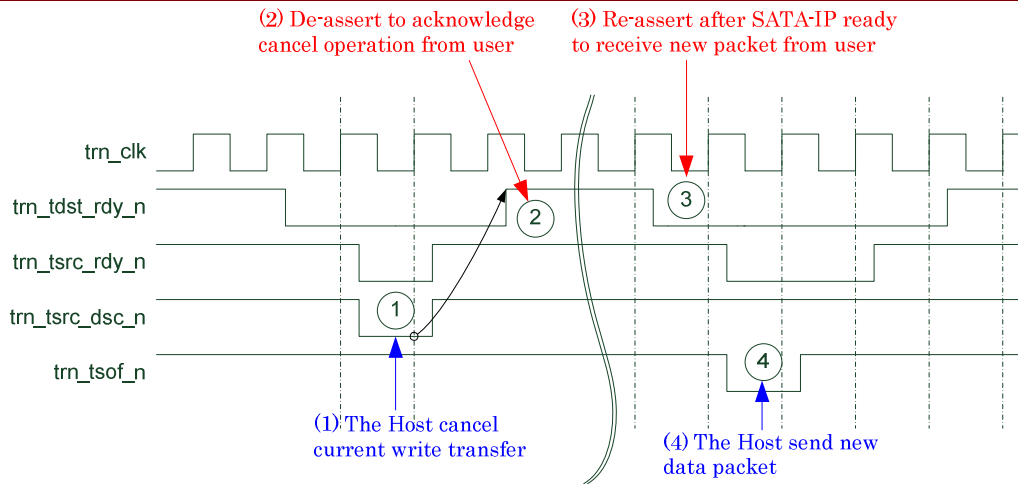 (2) De-assert to acknowledge
cancel operation from user
(3) Re-assert after SATA-IP ready
to receive new packet from user
trn_clk
trn_tdst_rdy_n
2
3
trn_tsrc_rdy_n
trn_tsrc_dsc_n
1
trn_tsof_n
4
(1) The Host cancel
current write transfer
(4) The Host send new
data packet